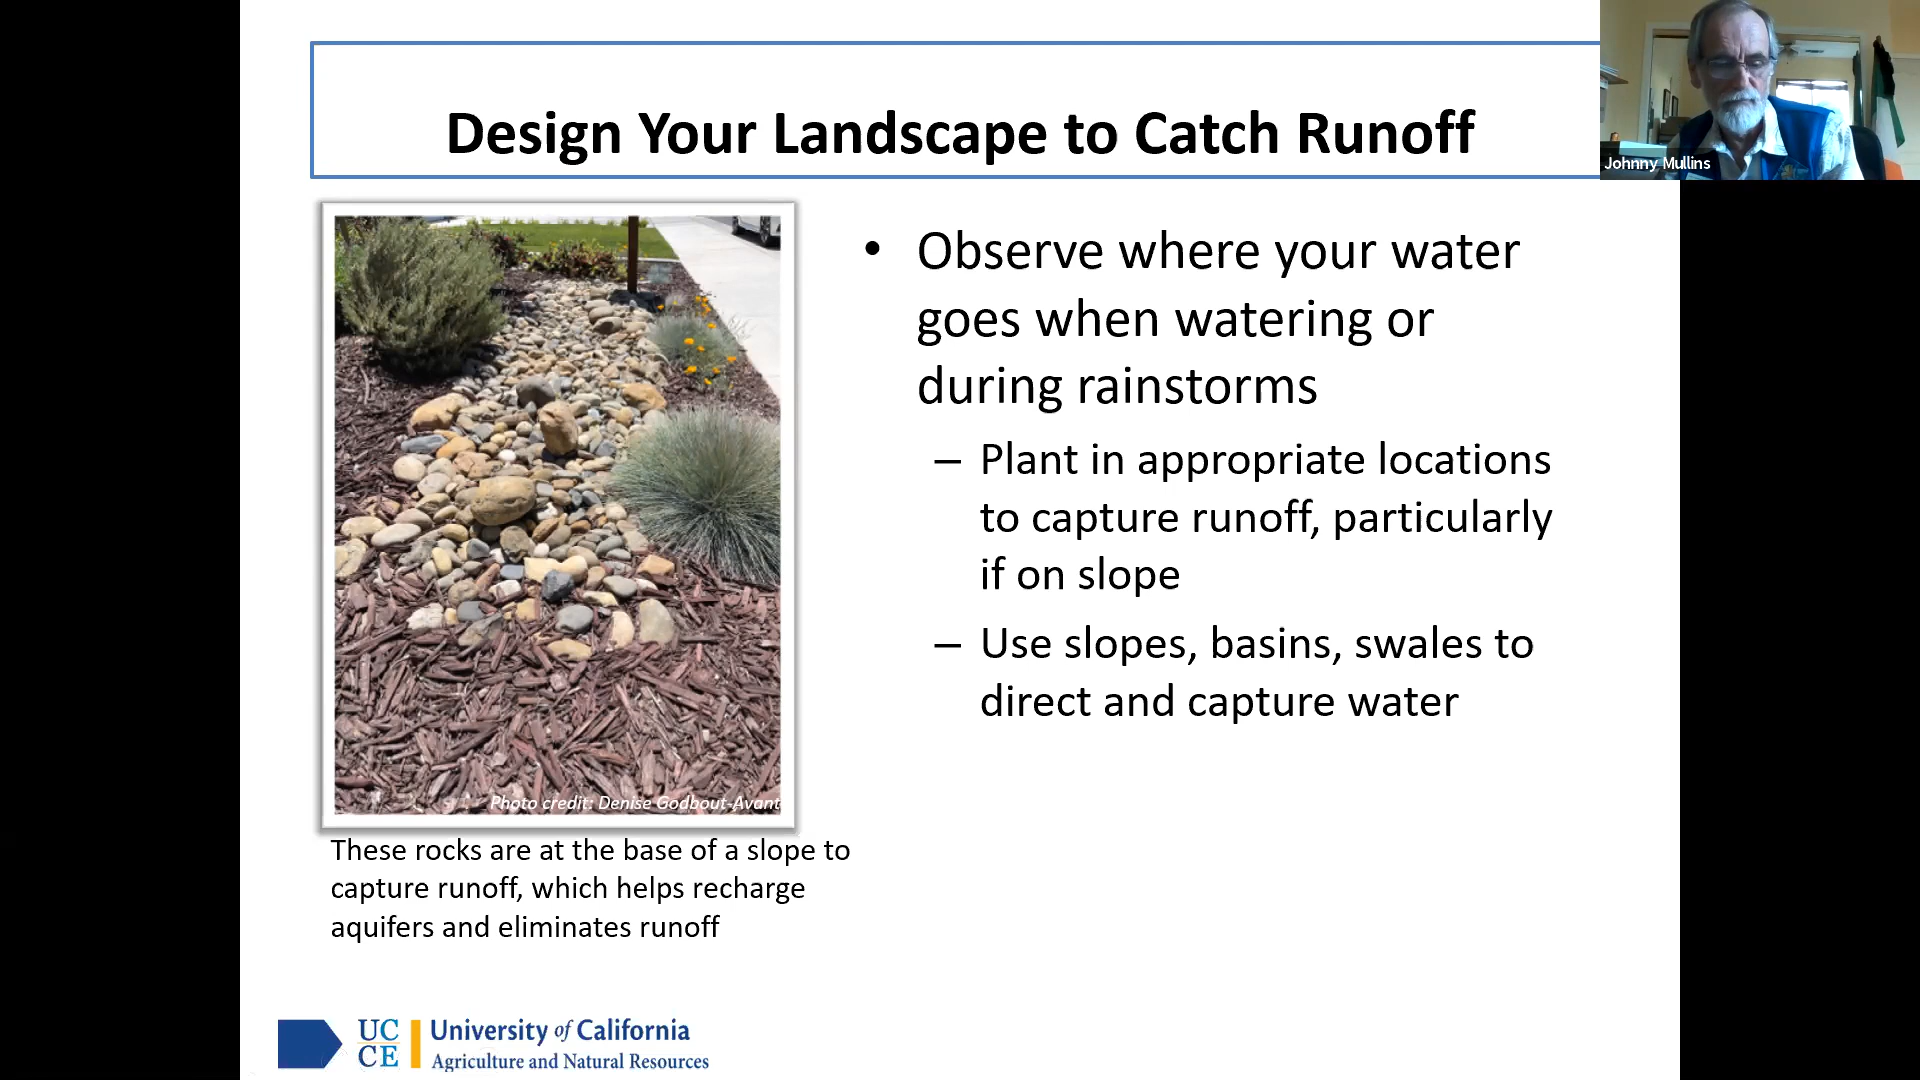 Design Your Landscape to Catch Runoff
Johnny Mullins
• Observe where your water
goes when watering or
during rainstorms
– Plant in appropriate locations
to capture runoff, particularly
if on slope
– Use slopes, basins, swales to
direct and capture water
Photo credit: Denise Godbout-Avant
These rocks are at the base of a slope to
capture runoff, which helps recharge
aquifers and eliminates runoff
UC
CE
University of California
Agriculture and Natural Resources